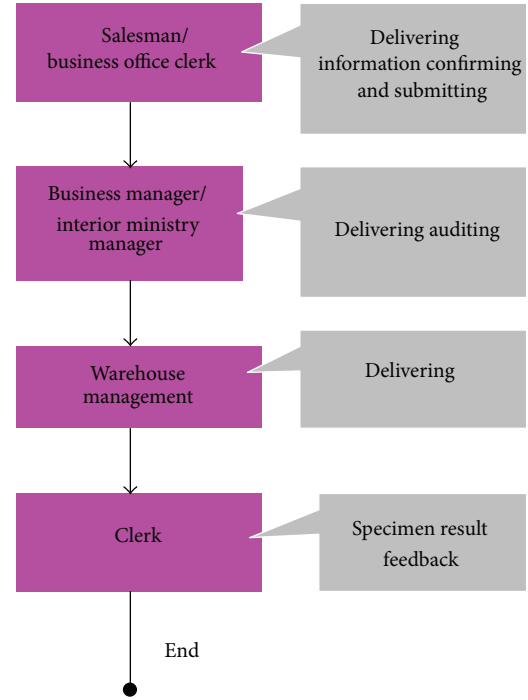 Salesman/
business office clerk
Delivering
information confirming
and submitting
Business manager/
interior ministry
manager
Delivering auditing
Warehouse
management
Delivering
Clerk
Specimen result
feedback
End